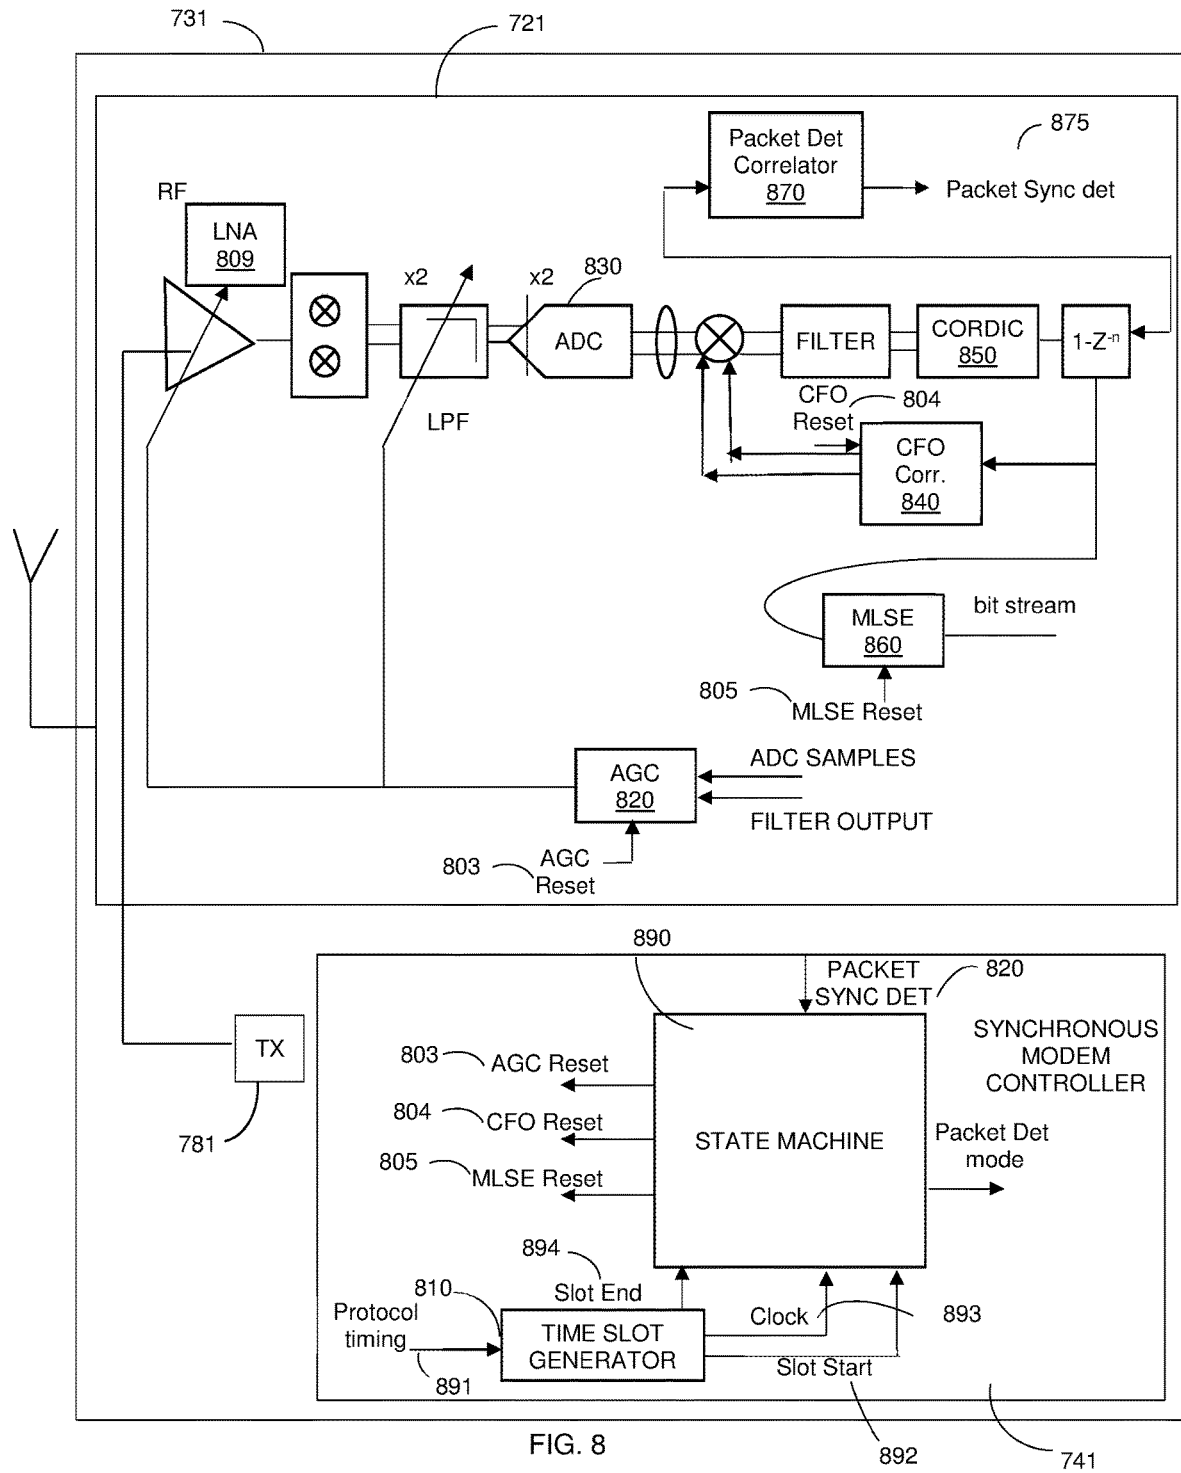 731
721
875
Packet Det
Correlator
870
Packet Sync det
RF
LNA
809
x2
x2
830
ADC
FILTER
CORDIC
850
1-Z-n
LPF
CFO
Reset
804
CFO
Corr.
840
MLSE
860
bit stream
805
MLSE Reset
AGC
820
ADC SAMPLES
FILTER OUTPUT
803
AGC
Reset
890
PACKET
SYNC DET
820
SYNCHRONOUS
MODEM
CONTROLLER
TX
781
803
AGC Reset
804
CFO Reset
805
MLSE Reset
STATE MACHINE
Packet Det
mode
894
Slot End
810
Protocol
timing
891
TIME SLOT
GENERATOR
Clock
893
Slot Start
892
741
FIG. 8